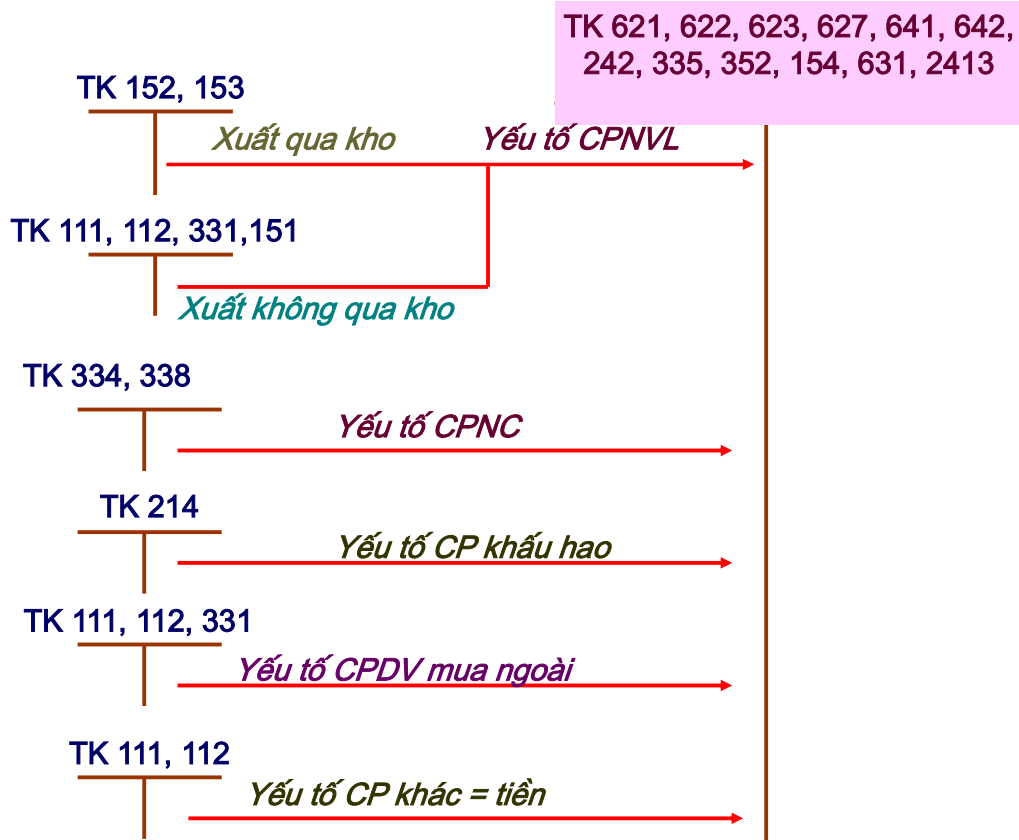 TK 621, 622, 623, 627, 641, 642,
242, 335, 352, 154, 631, 2413
TK 152, 153
Xuất qua kho
Yếu tố CPNVL
TK 111, 112, 331,151
Xuất không qua kho
TK 334, 338
Yếu tố CPNC
TK 214
Yếu tố CP khấu hao
TK 111, 112, 331
Yếu tố CPDV mua ngoài
TK 111, 112
Yếu tố CP khác = tiền